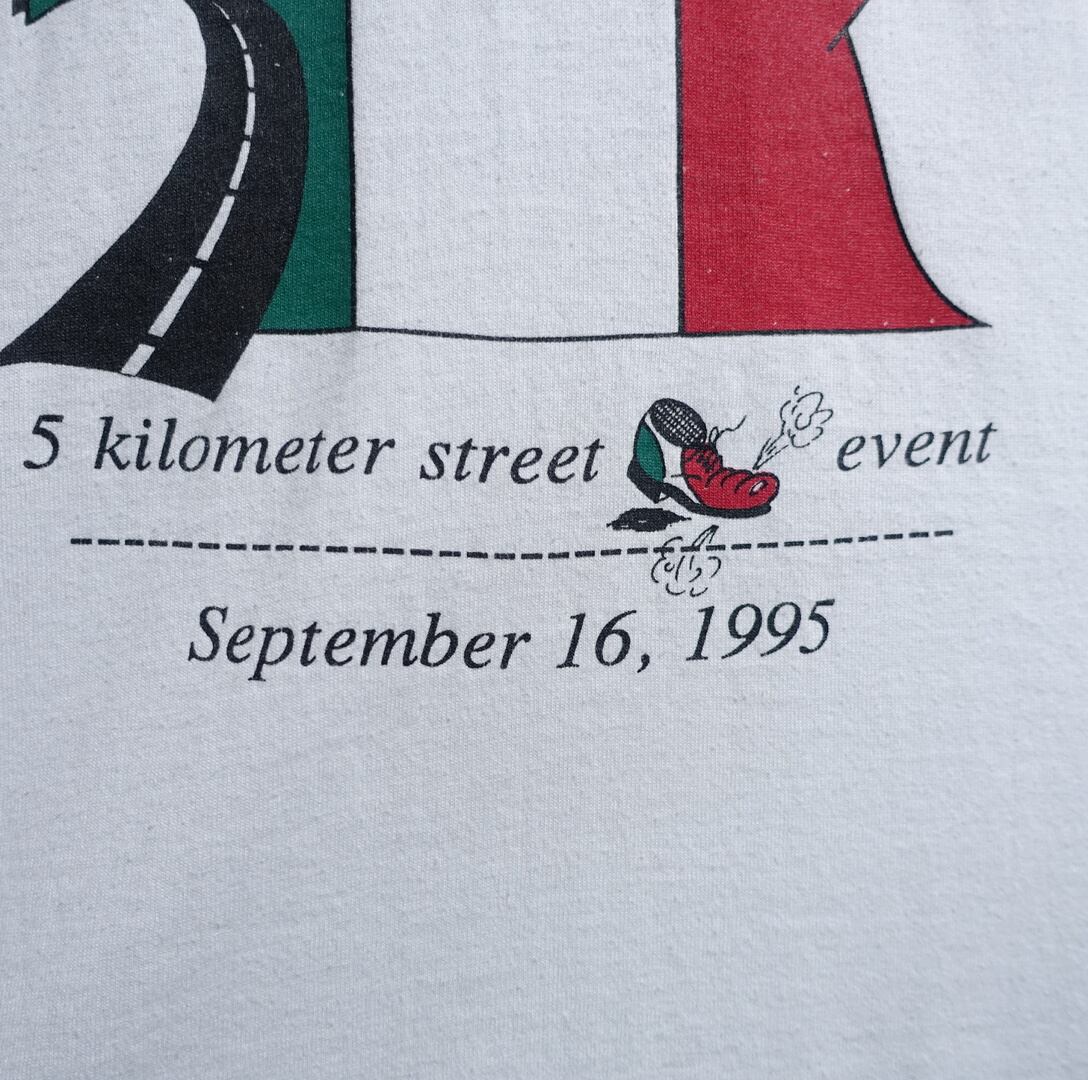 5 kilometer street event
September 16, 1995